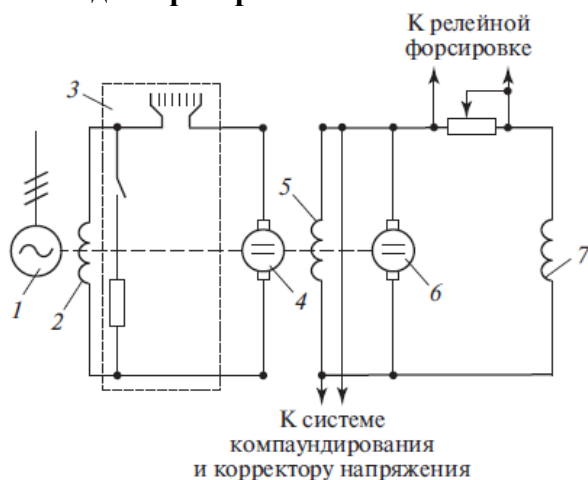 К релейной
форсировке
3
5
1
2
4
6
7
К системе
компаундирования
и корректору напряжения